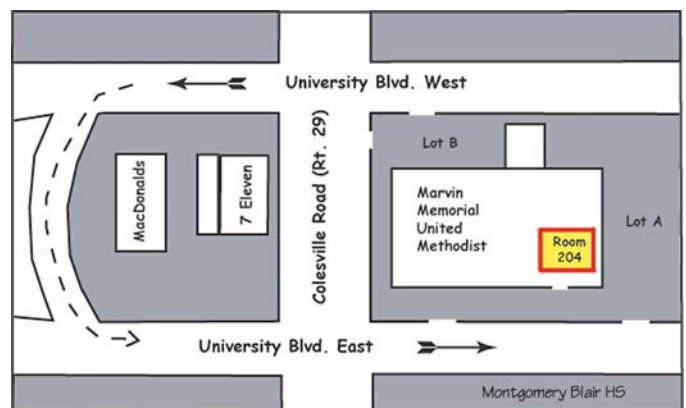 University Blvd. West
MacDonalds
7 Eleven
Colesville Road (Rt. 29)
Lot B
Marvin
Memorial
United
Methodist
Room
204
Lot A
University Blvd. East
Montgomery Blair HS